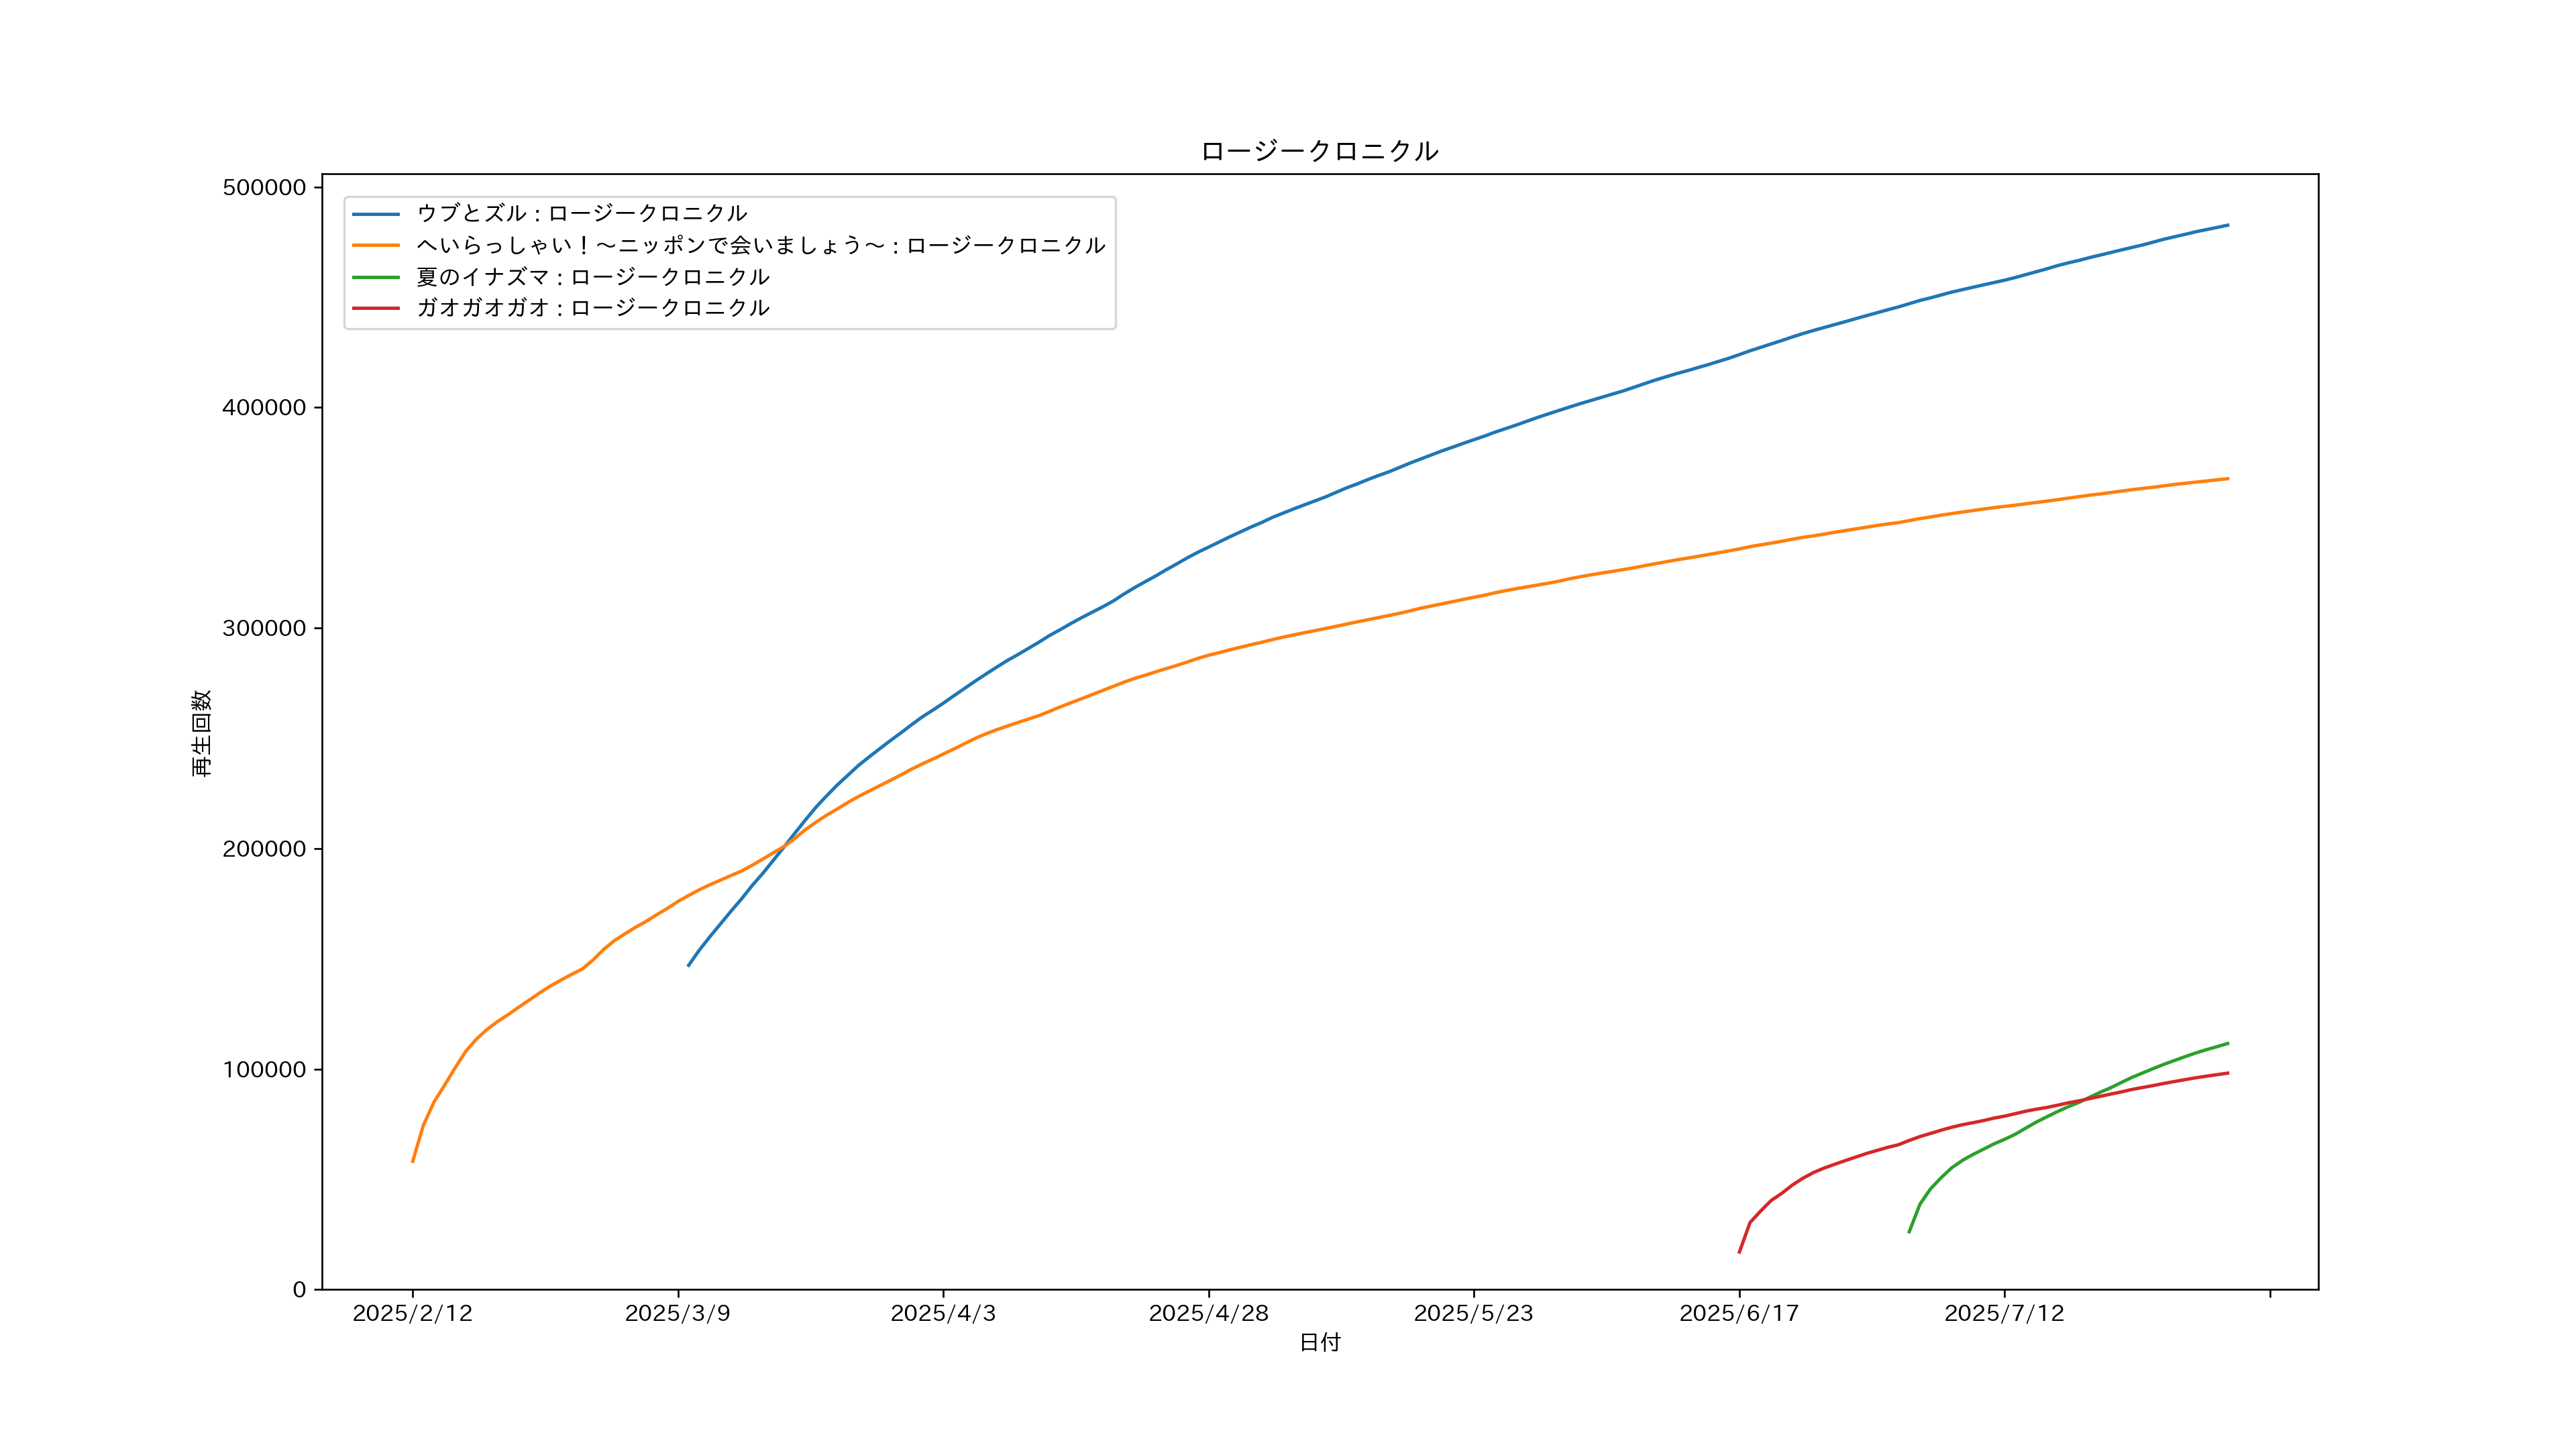 ロージークロニクル
500000
400000
300000
200000
100000
0
再生回数
ウブとズル : ロージークロニクル
へいらっしゃい！～ニッポンで会いましょう～ : ロージークロニクル
夏のイナズマ : ロージークロニクル
ガオガオガオ : ロージークロニクル
2025/2/12 2025/3/9 2025/4/3 2025/4/28 2025/5/23 2025/6/17 2025/7/12
日付